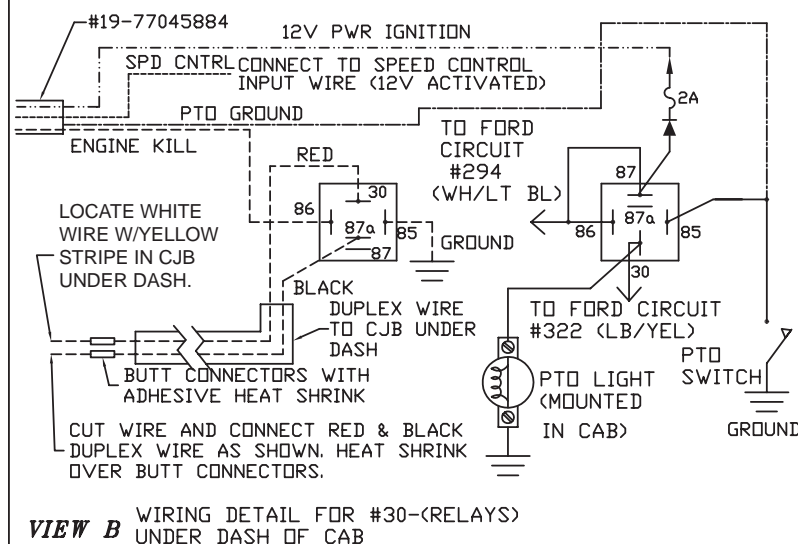 #19-77045884
12V PWR IGNITION
SPD CNTRL
CONNECT TO SPEED CONTROL
INPUT WIRE (12V ACTIVATED)
2A
PTO GROUND
ENGINE KILL
TO FORD
CIRCUIT
#294
(WH/LT BL)
RED
30
86
87a
85
87
GROUND
87
86
87a
85
30
LOCATE WHITE
WIRE W/YELLOW
STRIPE IN CJB
UNDER DASH.
BLACK
DUPLEX WIRE
TO CJB UNDER
DASH
TO FORD CIRCUIT
#322 (LB/YEL)
PTO
SWITCH
GROUND
PTO LIGHT
(MOUNTED
IN CAB)
BUTT CONNECTORS WITH
ADHESIVE HEAT SHRINK
CUT WIRE AND CONNECT RED & BLACK
DUPLEX WIRE AS SHOWN. HEAT SHRINK
OVER BUTT CONNECTORS.
VIEW B
WIRING DETAIL FOR #30-(RELAYS)
UNDER DASH OF CAB